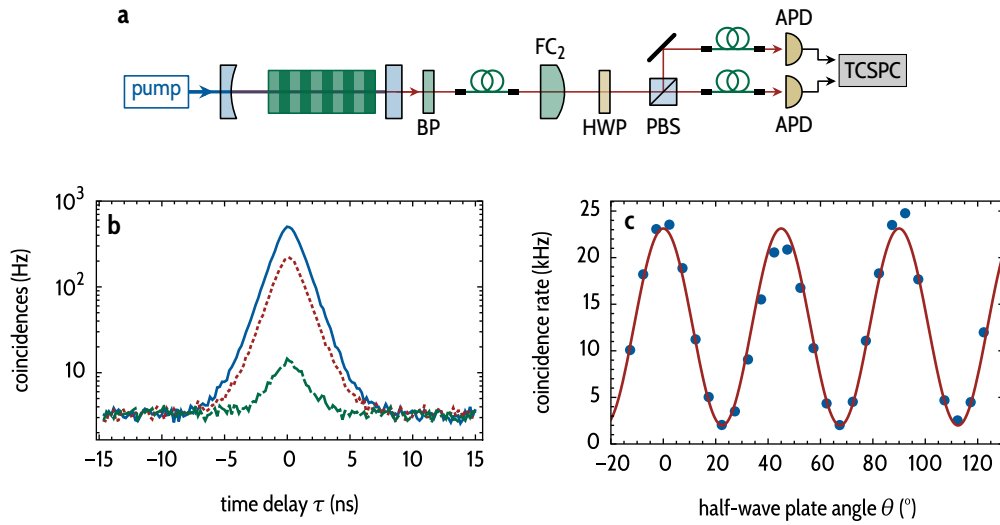 a
pump
BP
FC₂
HWP
PBS
APD
APD
TCSPC
b
coincidences (Hz)
10³
10²
10
−15 −10 −5 0 5 10 15
time delay τ (ns)
c
coincidence rate (kHz)
25
20
15
10
5
0
−20 0 20 40 60 80 100 120
half-wave plate angle θ (°)